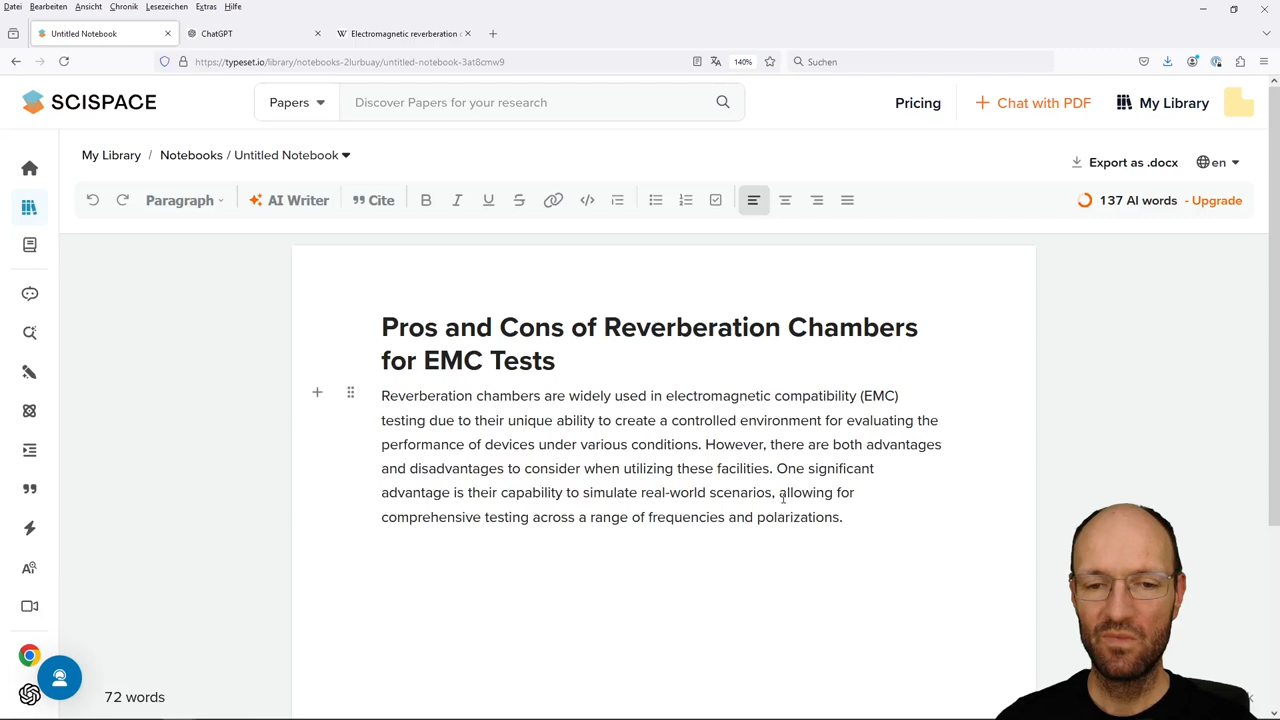 Datei Bearbeiten Ansicht Chronik Lesezeichen Extras Hilfe
Untitled Notebook
ChatGPT
Electromagnetic reverberation
https://typeset.io/library/notebooks-2lurbuay/untitled-notebook-3at8cmw9
140%
Suchen
SCISPACE
Papers
Discover Papers for your research
Pricing
+ Chat with PDF
My Library
My Library / Notebooks / Untitled Notebook
Export as .docx
en
Paragraph
AI Writer
Cite
B I U S
137 AI words - Upgrade
Pros and Cons of Reverberation Chambers
for EMC Tests
Reverberation chambers are widely used in electromagnetic compatibility (EMC)
testing due to their unique ability to create a controlled environment for evaluating the
performance of devices under various conditions. However, there are both advantages
and disadvantages to consider when utilizing these facilities. One significant
advantage is their capability to simulate real-world scenarios, allowing for
comprehensive testing across a range of frequencies and polarizations.
72 words